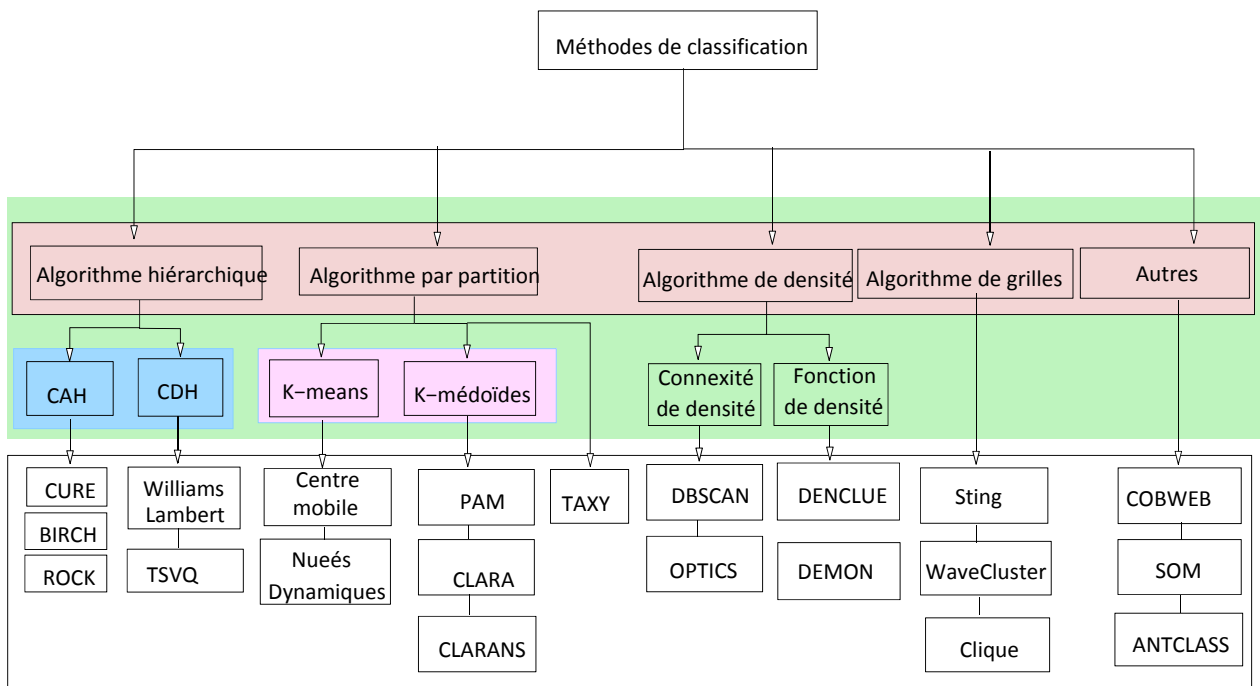 Méthodes de classification
Algorithme hiérarchique
Algorithme par partition
Algorithme de densité
Algorithme de grilles
Autres
CAH
CDH
K−means
K−médoïdes
Connexité
de densité
Fonction
de densité
CURE
BIRCH
ROCK
Williams
Lambert
TSVQ
Centre
mobile
Nueés
Dynamiques
PAM
CLARA
CLARANS
TAXY
DBSCAN
OPTICS
DENCLUE
DEMON
Sting
WaveCluster
Clique
COBWEB
SOM
ANTCLASS